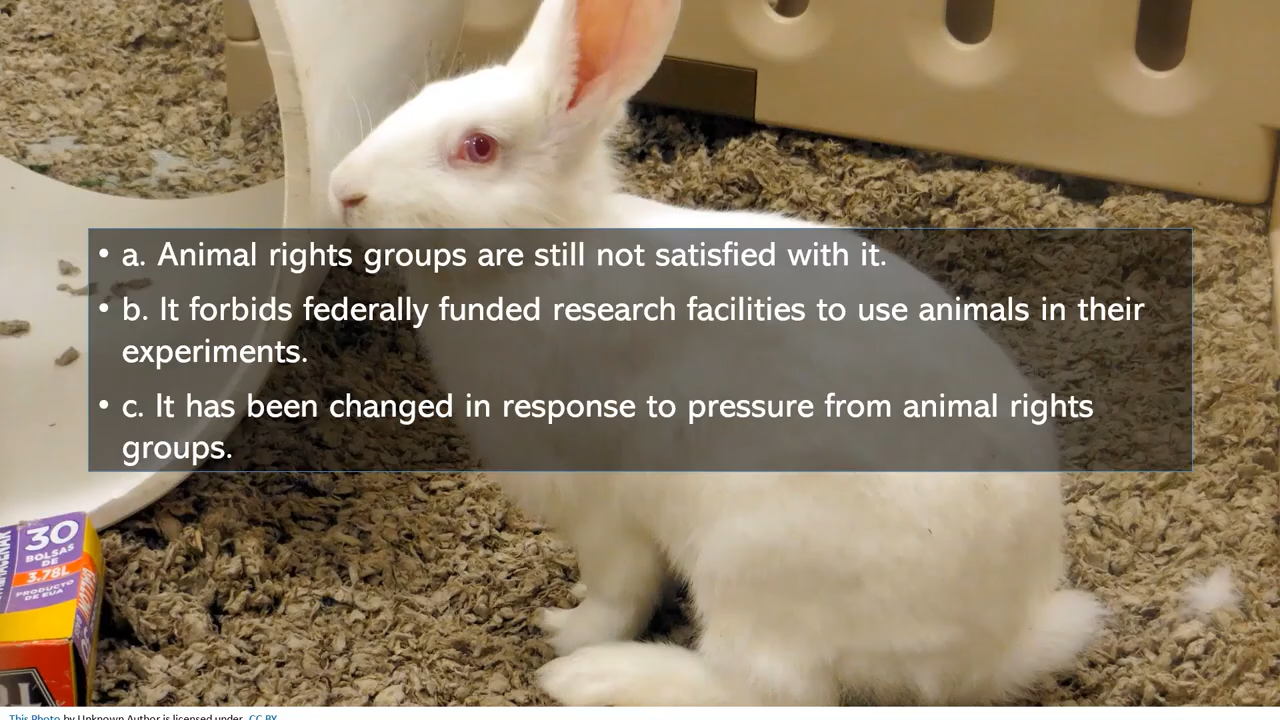 • a. Animal rights groups are still not satisfied with it.
• b. It forbids federally funded research facilities to use animals in their
experiments.
• c. It has been changed in response to pressure from animal rights
groups.
30
BOLSAS
DE
3.78L
PRODUCTO
DE EUA
This Photo by Unknown Author is licensed under CC BY